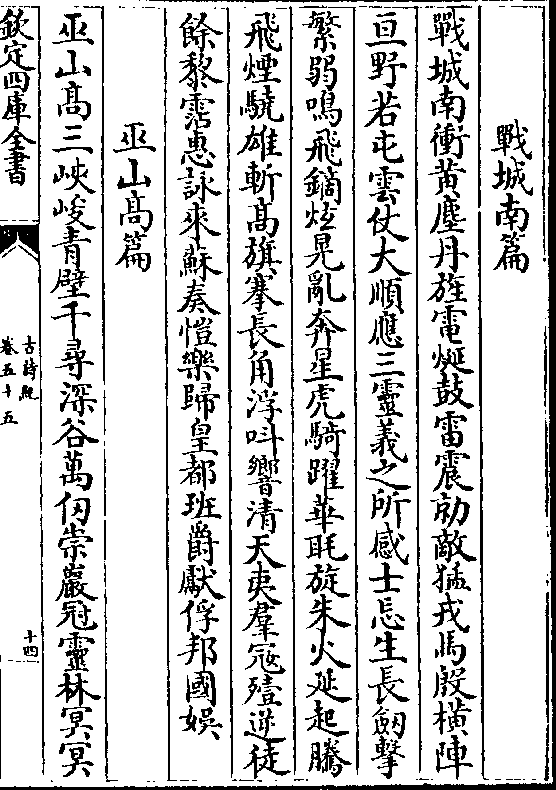 戰城南篇
戰城南衝黄塵丹旌電烻鼓雷震勍敵猛戎馬殷横陣
亘野若屯雲仗大順應三靈義之所感士忘生長劒擊
繁弱鳴飛鏑炫晃亂奔星虎騎躍華眊旋朱火延起騰
飛煙驍雄斬高旗搴長角浮叫響清天夷羣寇殪逆徒
餘黎霑惠詠來蘇奏愷樂歸皇都班爵獻俘邦國娛
巫山髙篇
巫山髙三峽峻青壁千尋深谷萬仞崇巖冠靈林冥冥
欽定四庫全書
古詩紀
卷五十五
十四